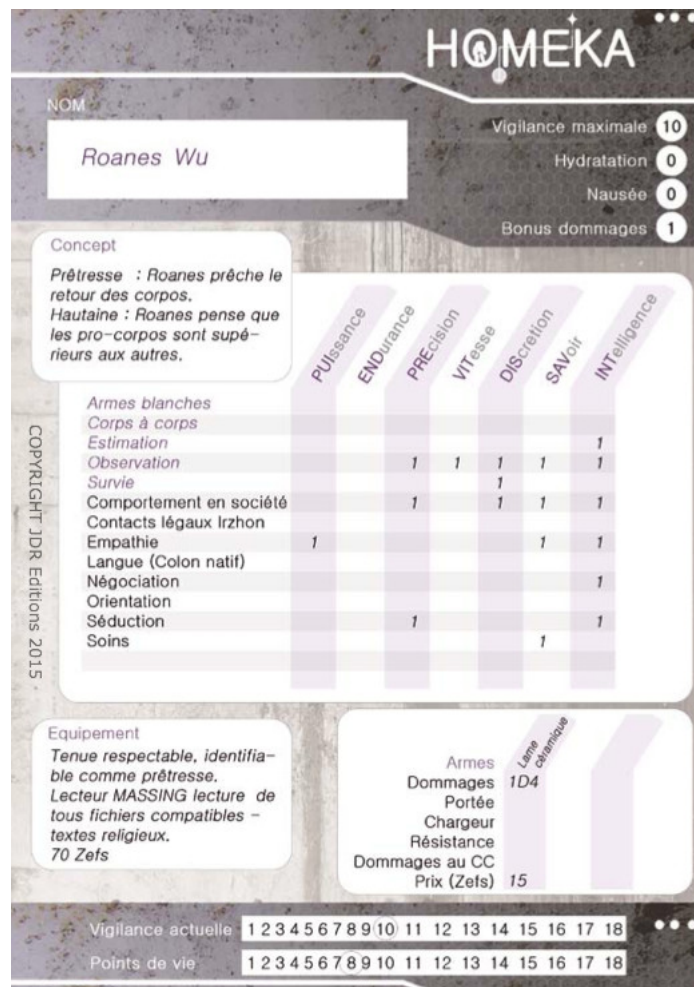 HOMEKA
NOM
Roanes Wu
Vigilance maximale 10
Hydratation 0
Nausée 0
Bonus dommages 1
Concept
Prêtresse : Roanes prêche le
retour des corpos.
Hautaine : Roanes pense que
les pro-corpos sont supé-
rieurs aux autres.
PUIssance ENDurance PREcision VITesse DIScretion SAVoir INTelligence
Armes blanches
Corps à corps
Estimation 1
Observation 1 1 1 1 1
Survie 1
Comportement en société 1 1 1 1
Contacts légaux Irzhon
Empathie 1 1 1
Langue (Colon natif)
Négociation 1
Orientation
Séduction 1 1
Soins 1
COPYRIGHT JDR Editions 2015
Equipement
Tenue respectable, identifia-
ble comme prêtresse.
Lecteur MASSING lecture de
tous fichiers compatibles -
textes religieux.
70 Zefs
Armes Lame céramique
Dommages 1D4
Portée
Chargeur
Résistance
Dommages au CC
Prix (Zefs) 15
Vigilance actuelle 1 2 3 4 5 6 7 8 9 10 11 12 13 14 15 16 17 18
Points de vie 1 2 3 4 5 6 7 8 9 10 11 12 13 14 15 16 17 18